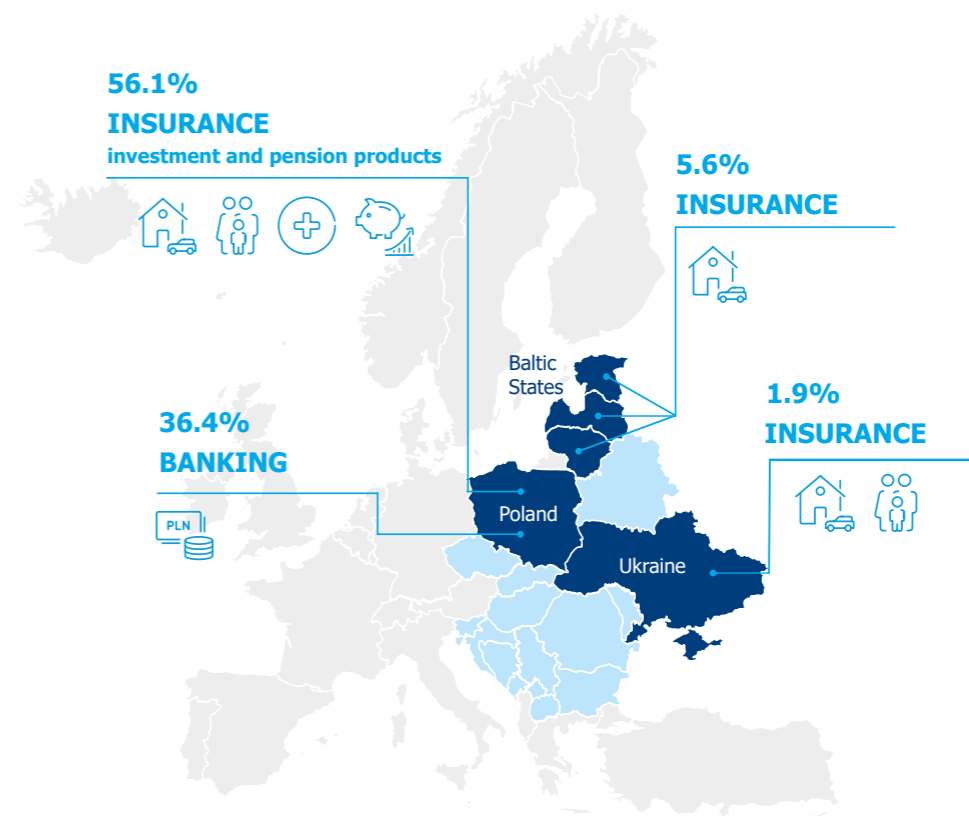 56.1%
INSURANCE
investment and pension products
5.6%
INSURANCE
Baltic
States
1.9%
INSURANCE
36.4%
BANKING
PLN
Poland
Ukraine